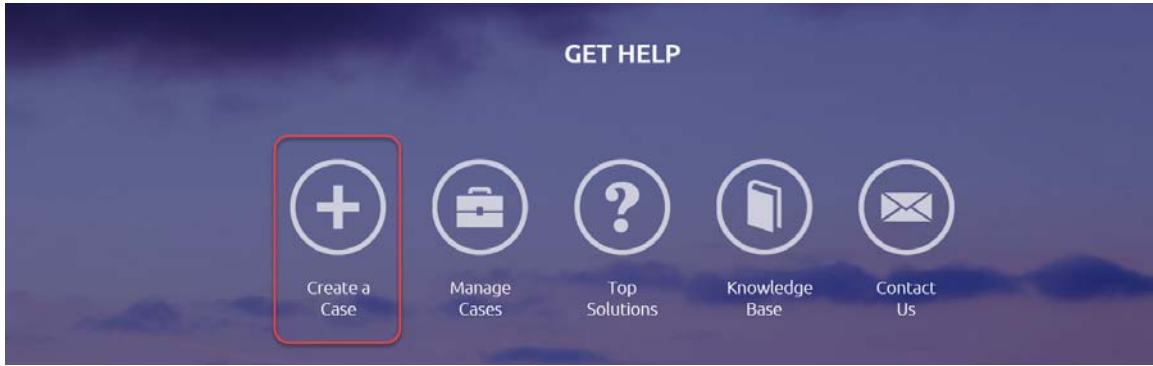 GET HELP
Create a
Case
Manage
Cases
Top
Solutions
Knowledge
Base
Contact
Us